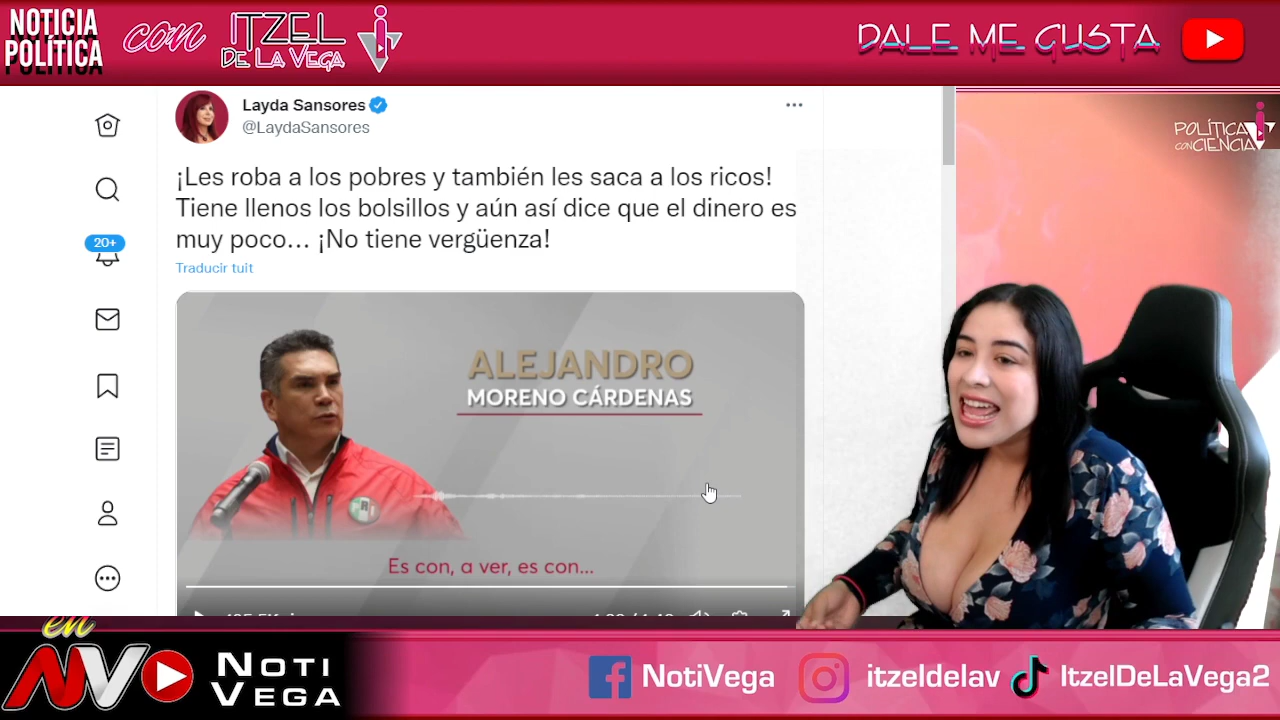 NOTICIA
POLÍTICA
con
ITZEL
DE LA VEGA
DALE ME GUSTA
Layda Sansores
@LaydaSansores
¡Les roba a los pobres y también les saca a los ricos!
Tiene llenos los bolsillos y aún así dice que el dinero es
muy poco... ¡No tiene vergüenza!
Traducir tuit
20+
ALEJANDRO
MORENO CÁRDENAS
PRI
Es con, a ver, es con...
POLÍTICA
CONCIENCIA
en
NV
NOTI
VEGA
NotiVega
itzeldelav
ItzelDeLaVega2